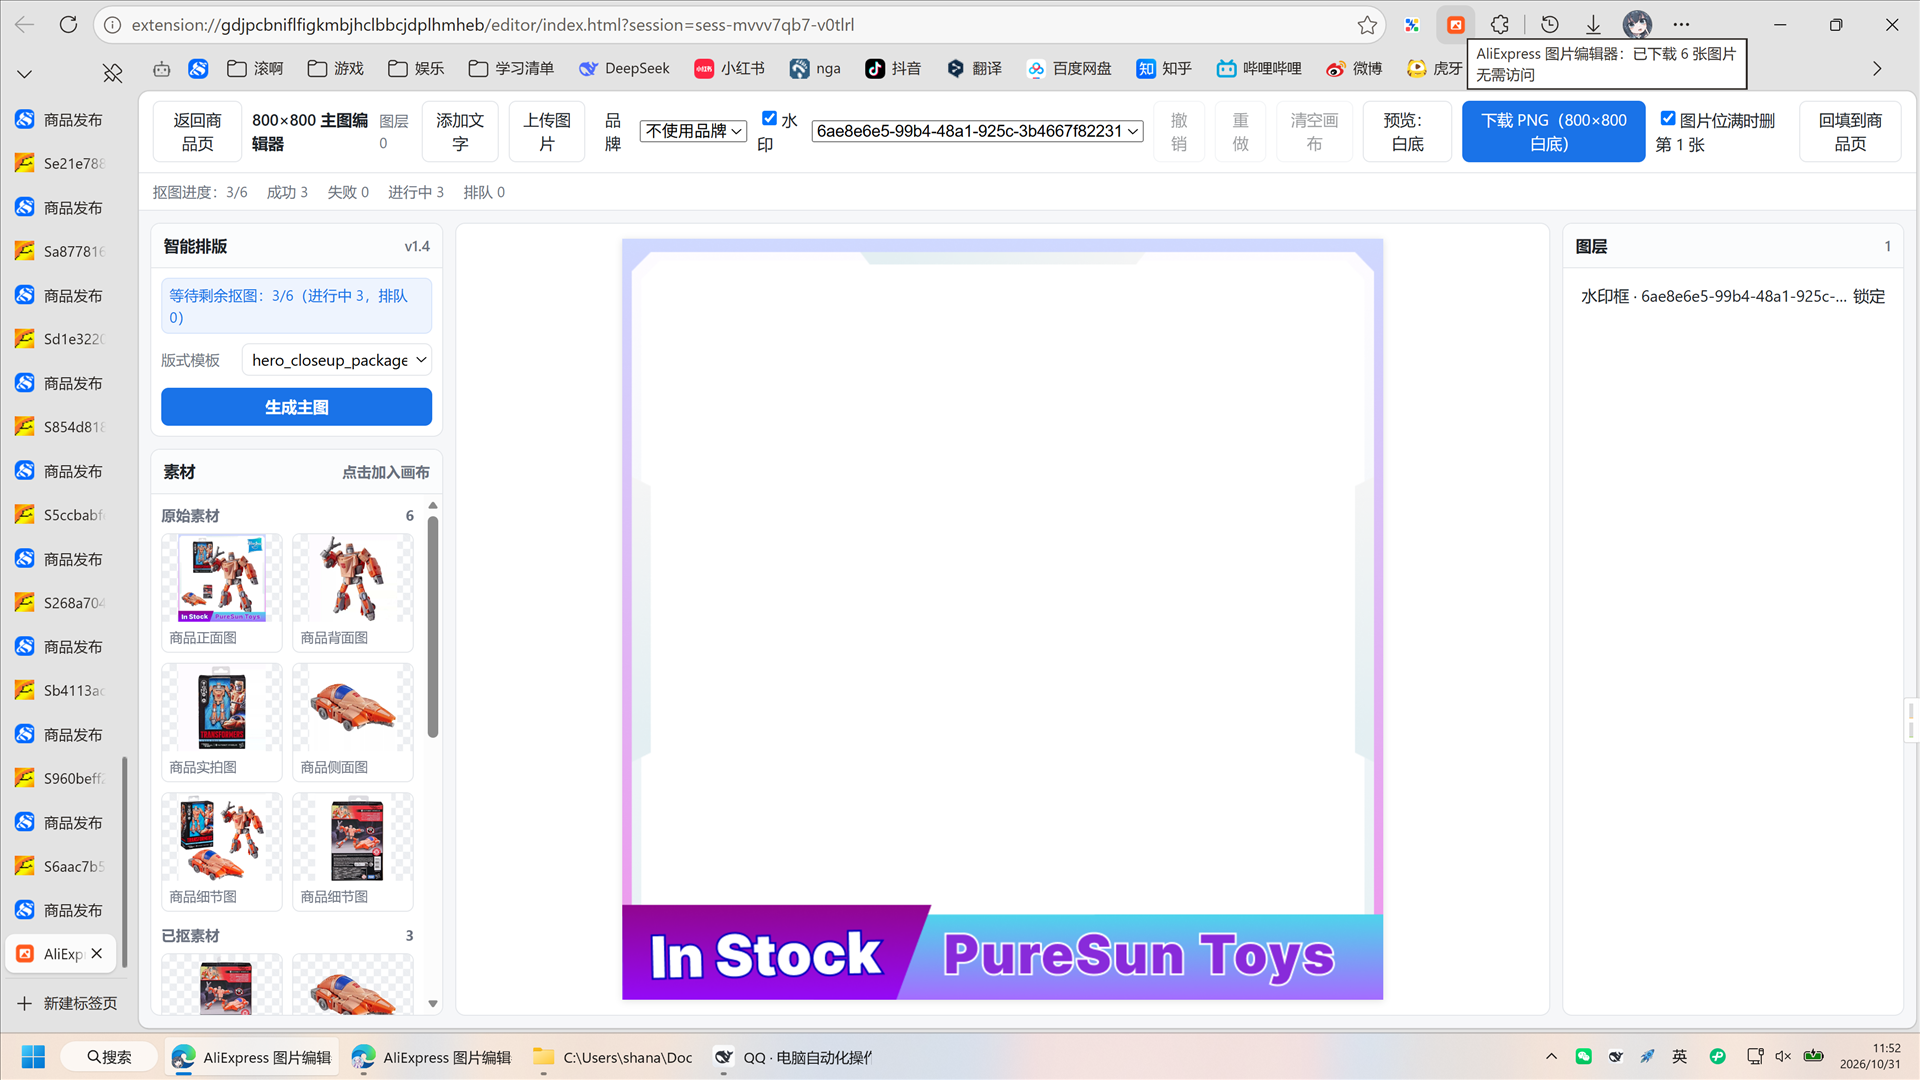 extension://gdjpcbniflfigkmbjhclbbcjdplhmheb/editor/index.html?session=sess-mvvv7qb7-v0tlrl
AliExpress 图片编辑器：已下载 6 张图片
无需访问
滚啊
游戏
娱乐
学习清单
DeepSeek
小红书
nga
抖音
翻译
百度网盘
知乎
哔哩哔哩
微博
虎牙
商品发布
Se21e788
商品发布
Sa877816
商品发布
Sd1e3220
商品发布
S854d818
商品发布
S5ccbabf
商品发布
S268a704
商品发布
Sb4113ac
商品发布
S960beff2
商品发布
S6aac7b5
商品发布
AliExp
新建标签页
返回商
品页
800×800 主图编
辑器
图层
0
添加文
字
上传图
片
品
牌
不使用品牌
水
印
6ae8e6e5-99b4-48a1-925c-3b4667f82231
撤
销
重
做
清空画
布
预览：
白底
下载 PNG（800×800
白底）
图片位满时删
第 1 张
回填到商
品页
抠图进度：3/6 成功 3 失败 0 进行中 3 排队 0
智能排版 v1.4
等待剩余抠图：3/6（进行中 3，排队
0）
版式模板
hero_closeup_package
生成主图
素材 点击加入画布
原始素材 6
In Stock PureSun Toys
商品正面图
商品背面图
TRANSFORMERS
商品实拍图
商品侧面图
商品细节图
商品细节图
已抠素材 3
In Stock
PureSun Toys
图层 1
水印框 · 6ae8e6e5-99b4-48a1-925c-... 锁定
搜索
AliExpress 图片编辑
AliExpress 图片编辑
C:\Users\shana\Doc
QQ · 电脑自动化操作
英
11:52
2026/10/31